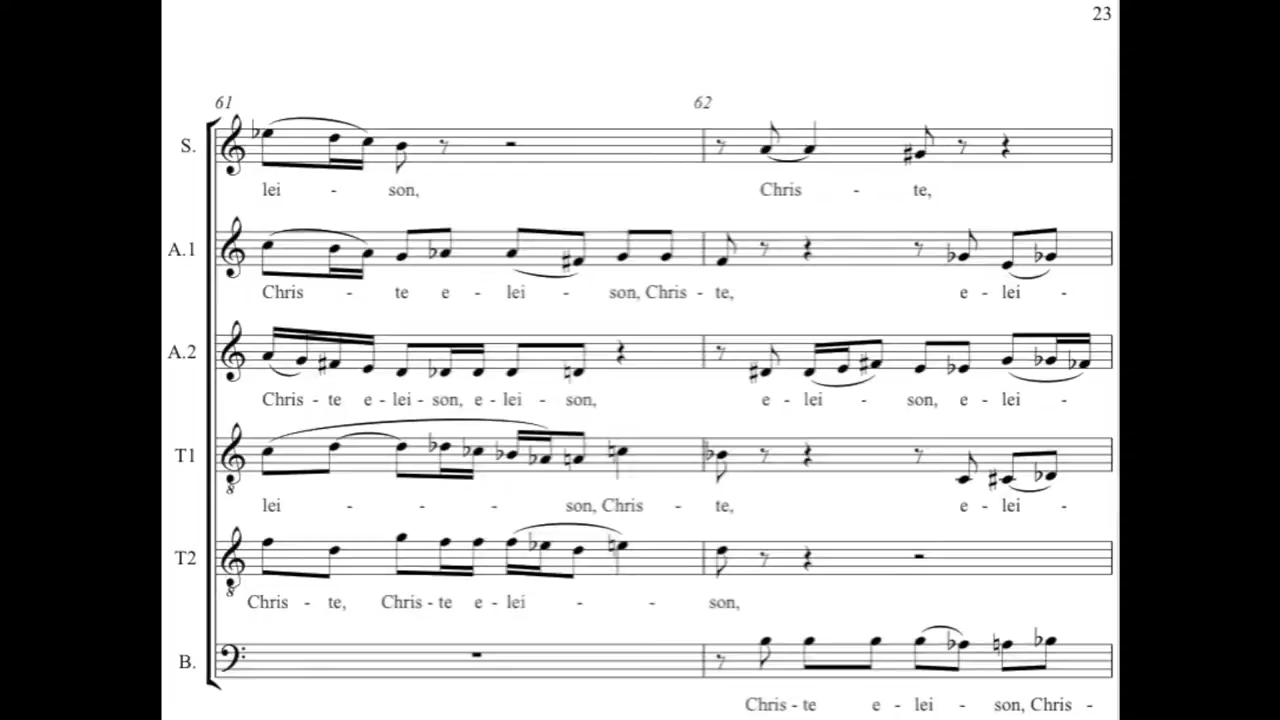 23
61 62
S.
lei - son, Chris - te,
A.1
Chris - te e - lei - son, Chris - te, e - lei -
A.2
Chris - te e - lei - son, e - lei - son, e - lei - son, e - lei -
T1
lei - - - son, Chris - te, e - lei -
T2
Chris - te, Chris - te e - lei - - son,
B.
Chris - te e - lei - son, Chris -